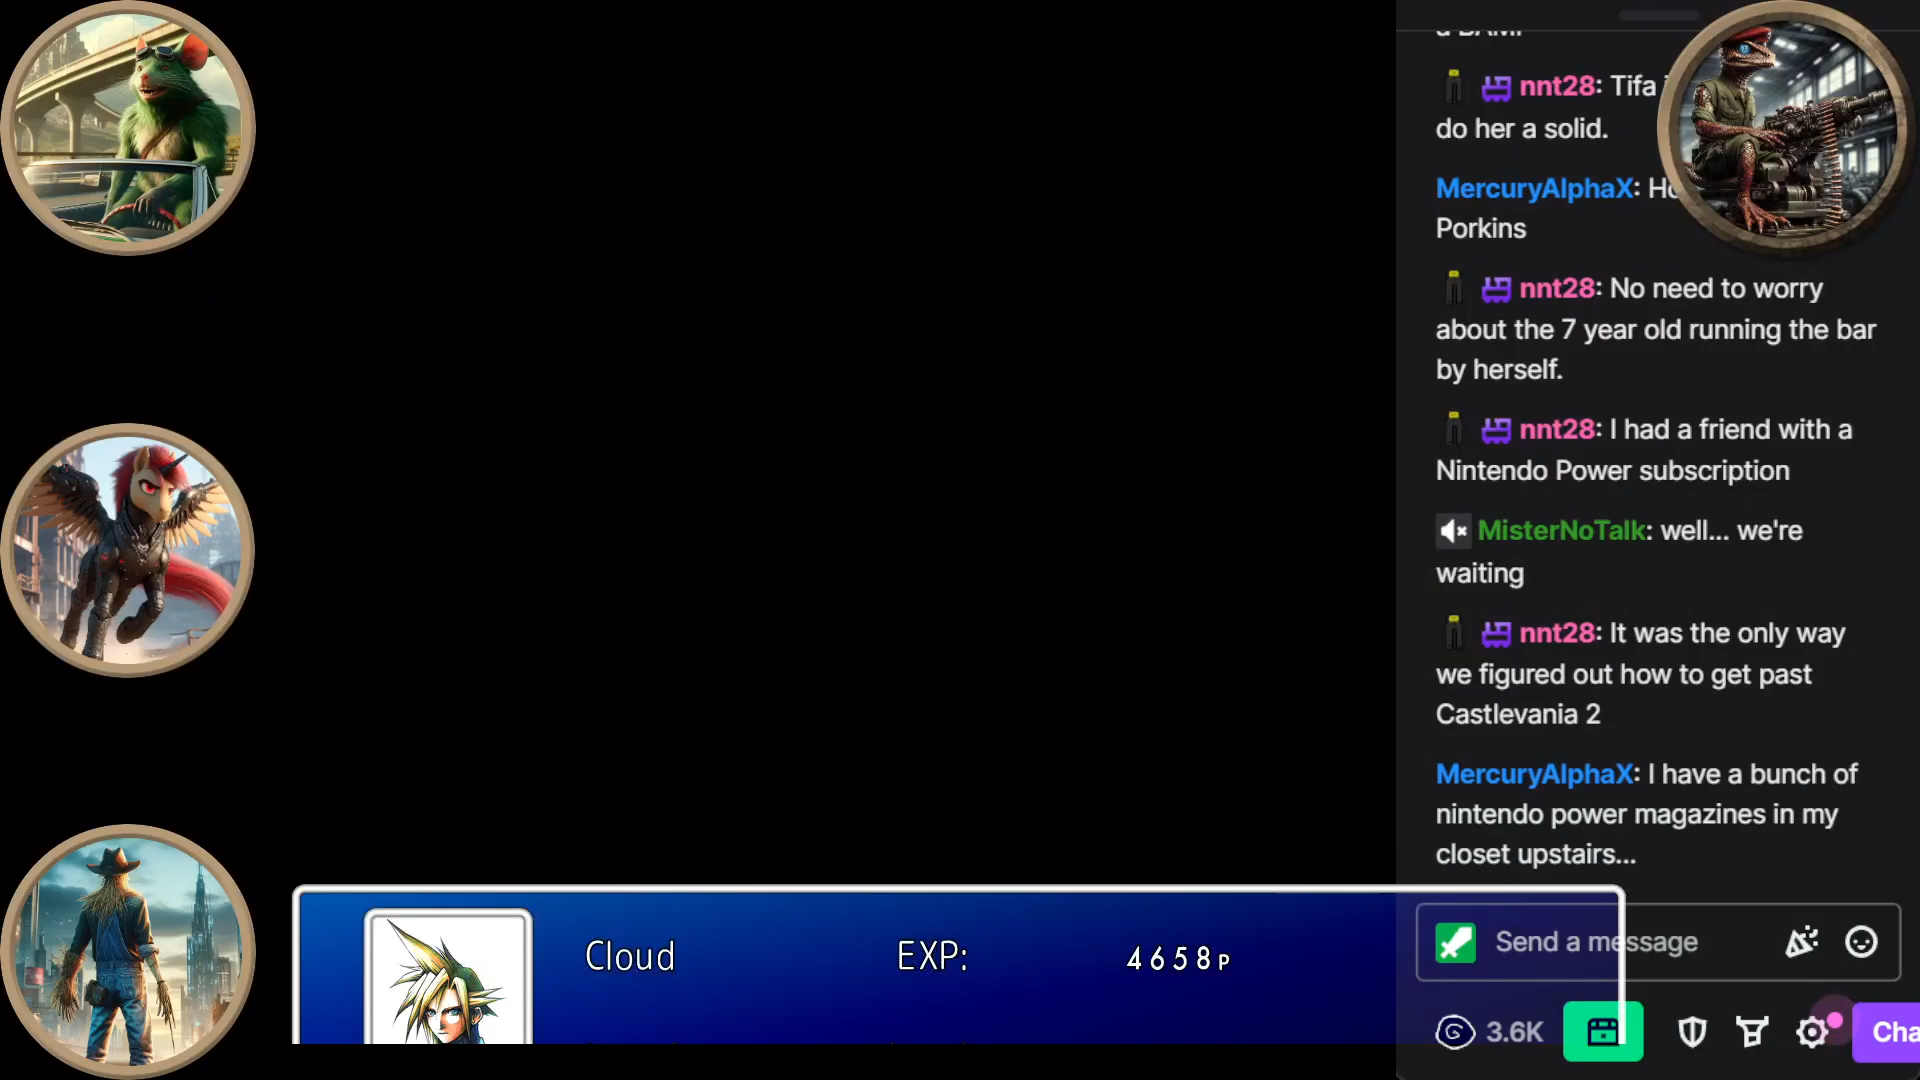 nnt28: Tifa
do her a solid.
MercuryAlphaX:
Porkins
nnt28: No need to worry
about the 7 year old running the bar
by herself.
nnt28: I had a friend with a
Nintendo Power subscription
MisterNoTalk: well... we're
waiting
nnt28: It was the only way
we figured out how to get past
Castlevania 2
MercuryAlphaX: I have a bunch of
nintendo power magazines in my
closet upstairs...
Send a message
3.6K
Cha
Cloud EXP: 4658P